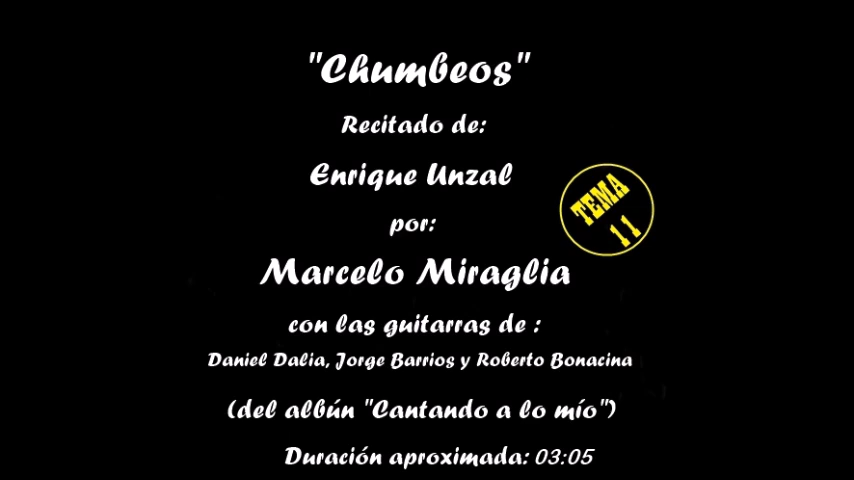 "Chumbeos"
Recitado de:
Enrique Unzal
por:
TEMA
11
Marcelo Miraglia
con las guitarras de :
Daniel Dalia, Jorge Barrios y Roberto Bonacina
(del albún "Cantando a lo mío")
Duración aproximada: 03:05